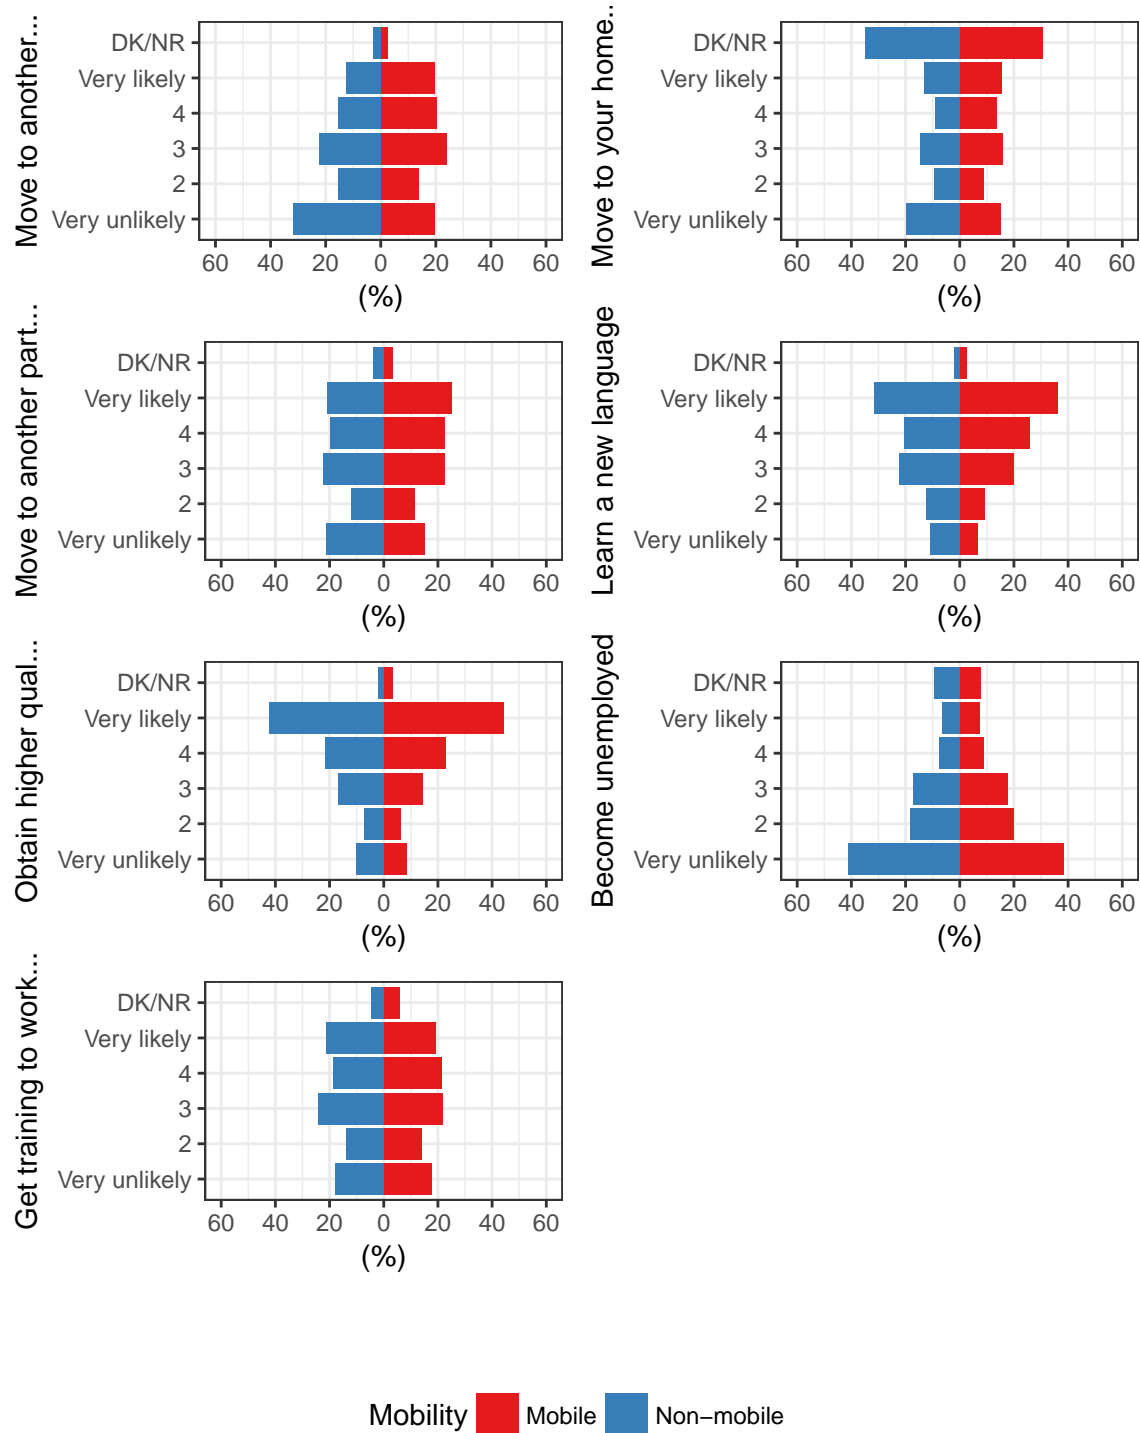 Move to another...
DK/NR
Very likely
4
3
2
Very unlikely
60 40 20 0 20 40 60
(%)
Move to your home..
DK/NR
Very likely
4
3
2
Very unlikely
60 40 20 0 20 40 60
(%)
Move to another part...
DK/NR
Very likely
4
3
2
Very unlikely
60 40 20 0 20 40 60
(%)
Learn a new language
DK/NR
Very likely
4
3
2
Very unlikely
60 40 20 0 20 40 60
(%)
Obtain higher qual...
DK/NR
Very likely
4
3
2
Very unlikely
60 40 20 0 20 40 60
(%)
Become unemployed
DK/NR
Very likely
4
3
2
Very unlikely
60 40 20 0 20 40 60
(%)
Get training to work...
DK/NR
Very likely
4
3
2
Very unlikely
60 40 20 0 20 40 60
(%)
Mobility Mobile Non−mobile